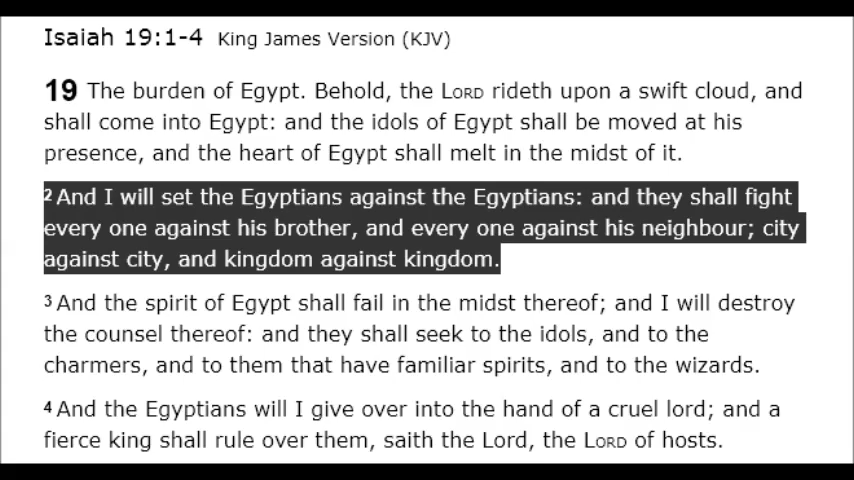 Isaiah 19:1-4 King James Version (KJV)
19 The burden of Egypt. Behold, the LORD rideth upon a swift cloud, and
shall come into Egypt: and the idols of Egypt shall be moved at his
presence, and the heart of Egypt shall melt in the midst of it.
2 And I will set the Egyptians against the Egyptians: and they shall fight
every one against his brother, and every one against his neighbour; city
against city, and kingdom against kingdom.
3 And the spirit of Egypt shall fail in the midst thereof; and I will destroy
the counsel thereof: and they shall seek to the idols, and to the
charmers, and to them that have familiar spirits, and to the wizards.
4 And the Egyptians will I give over into the hand of a cruel lord; and a
fierce king shall rule over them, saith the Lord, the LORD of hosts.